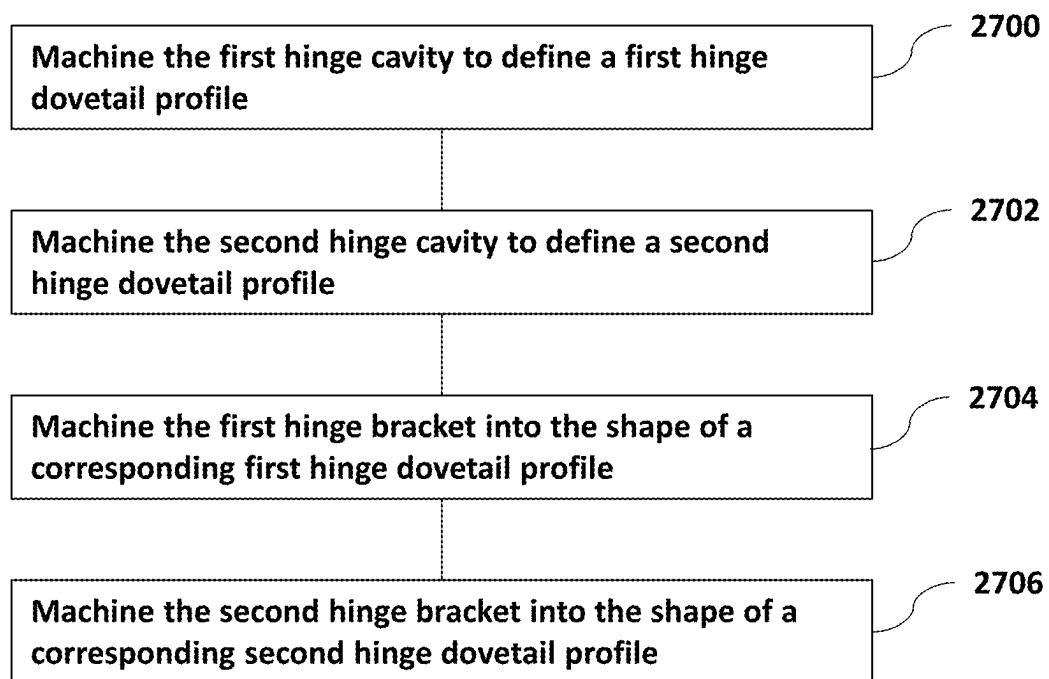 2700
Machine the first hinge cavity to define a first hinge
dovetail profile
2702
Machine the second hinge cavity to define a second
hinge dovetail profile
2704
Machine the first hinge bracket into the shape of a
corresponding first hinge dovetail profile
2706
Machine the second hinge bracket into the shape of a
corresponding second hinge dovetail profile